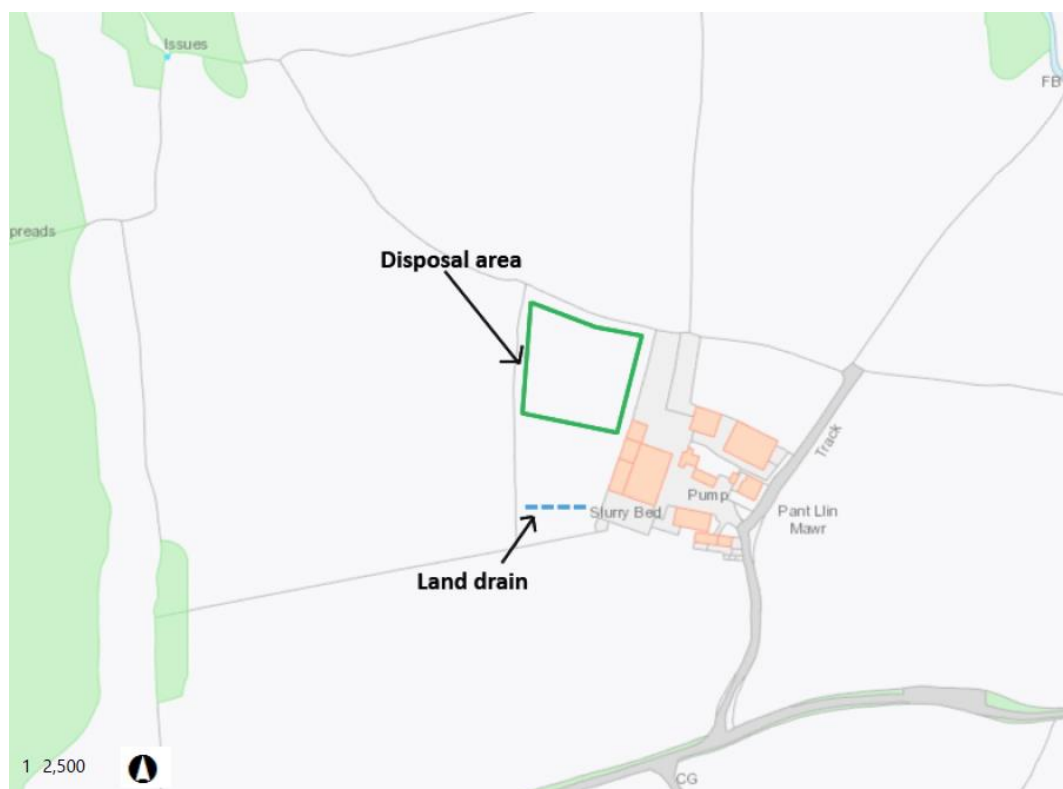 Issues
FB
preads
Disposal area
Track
Pump
Slurry Bed
Pant Llin
Mawr
Land drain
1 2,500
CG